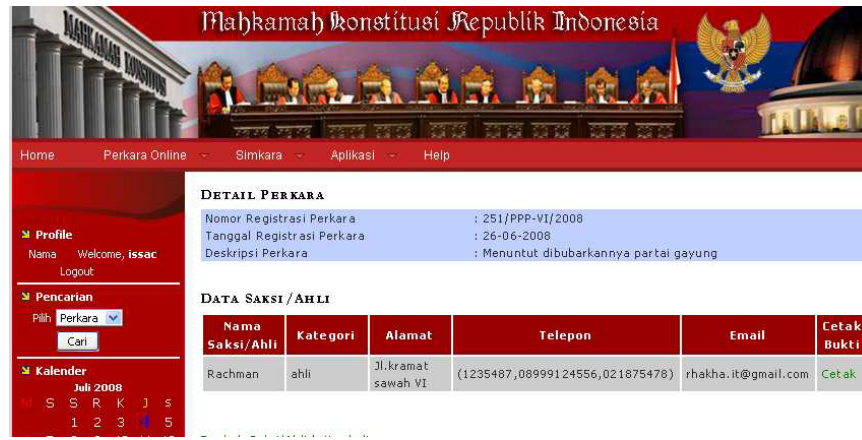 Mahkamah Konstitusi Republik Indonesia
MAHKAMAH KONSTITUSI
Home Perkara Online Simkara Aplikasi Help
Profile
Nama Welcome, issac
Logout
Pencarian
Pilih Perkara
Cari
Kalender
Juli 2008
M S S R K J S
1 2 3 4 5
DETAIL PERKARA
Nomor Registrasi Perkara : 251/PPP-VI/2008
Tanggal Registrasi Perkara : 26-06-2008
Deskripsi Perkara : Menuntut dibubarkannya partai gayung
DATA SAKSI/AHLI
Nama Saksi/Ahli Kategori Alamat Telepon Email Cetak Bukti
Rachman ahli Jl.kramat sawah VI (1235487,08999124556,021875478) rhakha.it@gmail.com Cetak